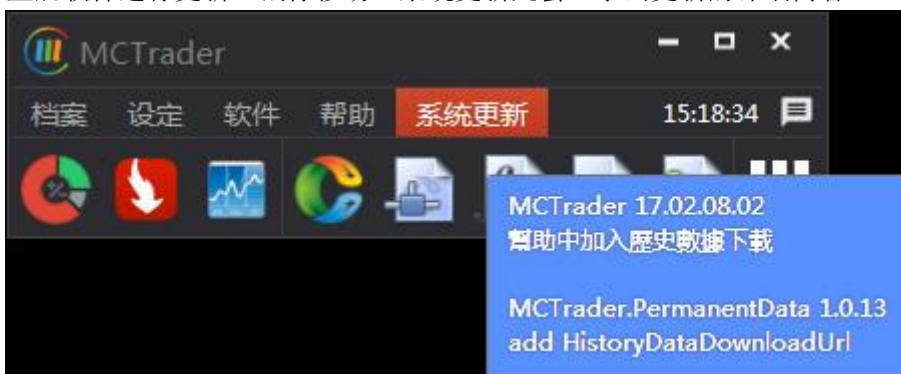 MCTrader
档案 设定 软件 帮助 系统更新 15:18:34
MCTrader 17.02.08.02
幫助中加入歷史數據下載
MCTrader.PermanentData 1.0.13
add HistoryDataDownloadUrl